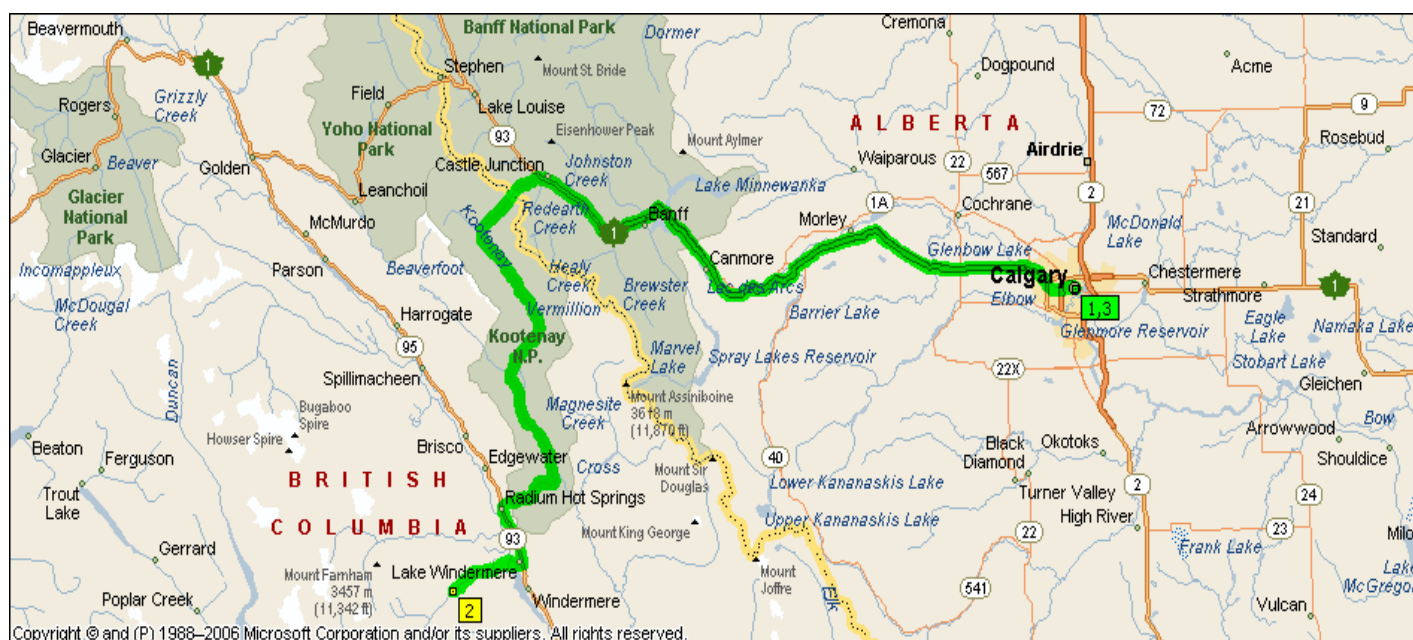 Beavermouth
Banff National Park
Dormer
Cremona
1
Stephen
Mount St. Bride
Dogpound
Acme
Grizzly
Creek
Rogers
Field
Lake Louise
72
9
Yoho National
Park
93
Eisenhower Peak
Mount Aylmer
ALBERTA
Rosebud
Glacier
Beaver
Golden
Castle Junction
Johnston
Creek
Waiparous
22
567
Airdrie
Glacier
National
Park
Leanchoil
Lake Minnewanka
2
McMurdo
Kootenay
Redearth
Creek
1
Banff
Morley
1A
Cochrane
McDonald
Lake
21
Standard
Incomappleux
Parson
Beaverfoot
Healy
Creek
Canmore
Glenbow Lake
Calgary
Chestermere
Strathmore
1
McDougal
Creek
Vermillion
Brewster
Creek
Lac des Arcs
Elbow
1,3
Barrier Lake
Glenmore Reservoir
Eagle
Lake
Namaka Lake
Harrogate
Kootenay
N.P.
95
Marvel
Lake
Spray Lakes Reservoir
Stobart Lake
Spillimacheen
22X
Gleichen
Duncan
Mount Assiniboine
3618 m
(11,870 ft)
Bugaboo
Spire
Magnesite
Creek
Bow
Howser Spire
Beaton
Brisco
Black
Diamond
Okotoks
Arrowwood
Ferguson
Edgewater
Cross
Mount Sir
Douglas
40
Shouldice
BRITISH
Lower Kananaskis Lake
Turner Valley
2
Trout
Lake
Radium Hot Springs
24
COLUMBIA
Mount King George
Upper Kananaskis Lake
High River
93
22
23
Milo
Gerrard
Frank Lake
Mount Farnham
3457 m
(11,342 ft)
Lake Windermere
Mount
Joffre
Lake
McGregor
541
Poplar Creek
2
Windermere
Elk
Vulcan
Copyright © and (P) 1988–2006 Microsoft Corporation and/or its suppliers. All rights reserved.